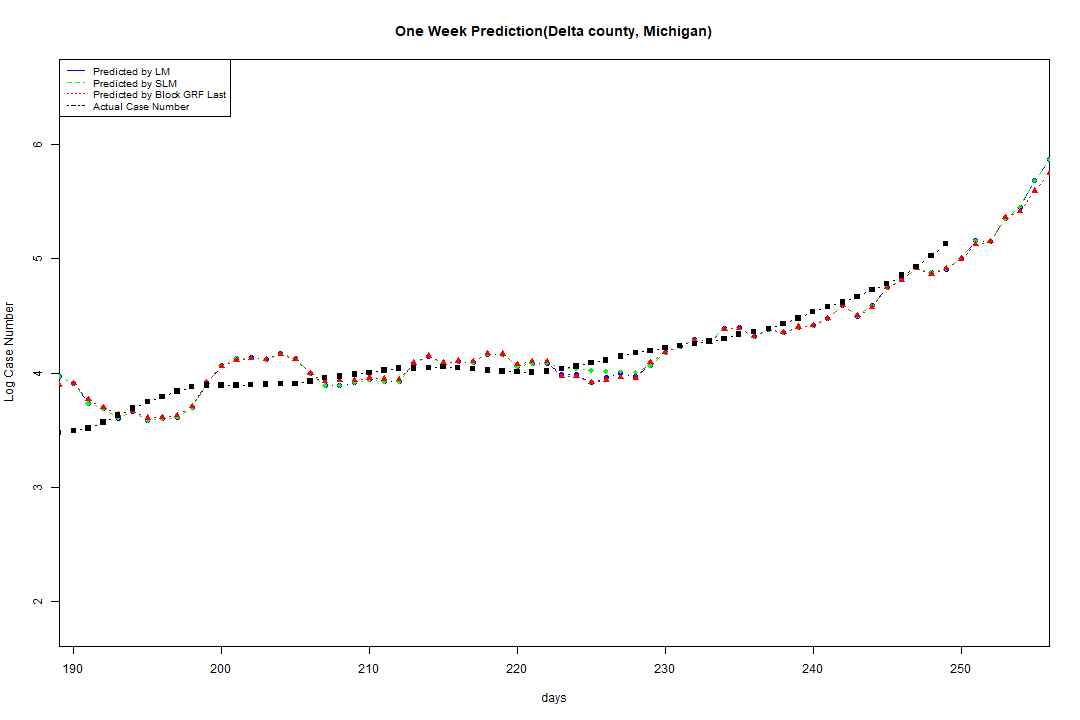 One Week Prediction(Delta county, Michigan)
Predicted by LM
Predicted by SLM
Predicted by Block GRF Last
Actual Case Number
6
5
4
3
2
Log Case Number
190 200 210 220 230 240 250
days